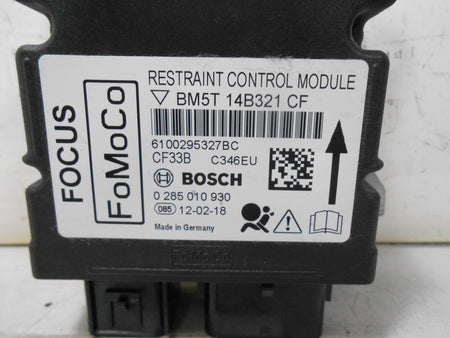 FOCUS
FoMoCo
RESTRAINT CONTROL MODULE
BM5T 14B321 CF
6100295327BC
CF33B C346EU
BOSCH
0 285 010 930
085 12-02-18
Made in Germany
FoMoCo